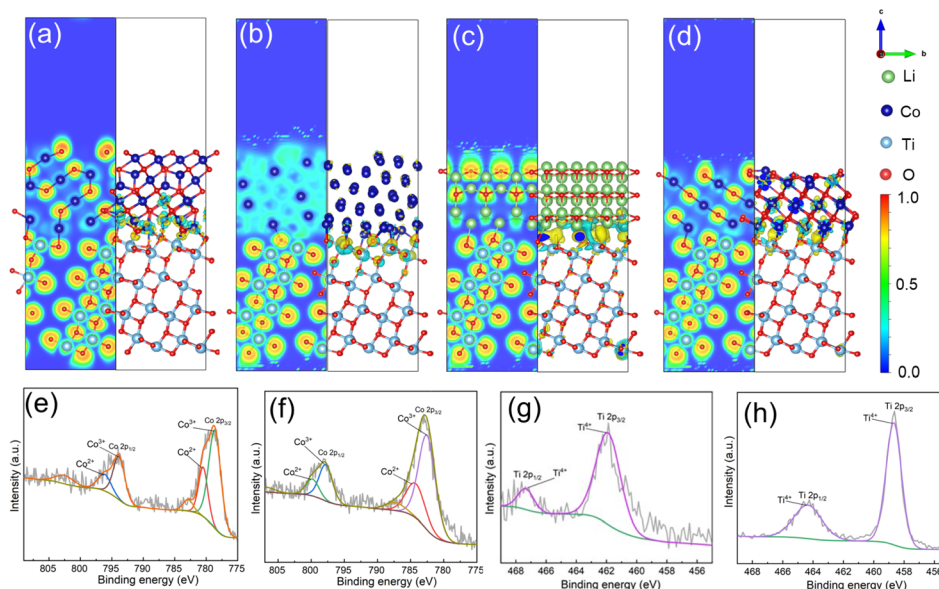 (a)
(b)
(c)
(d)
c
b
Li
Co
Ti
O
1.0
0.5
0.0
(e)
Co 2p3/2
Co3+
Co3+
Co 2p1/2
Co2+
Co2+
Intensity (a.u.)
805 800 795 790 785 780 775
Binding energy (eV)
(f)
Co 2p3/2
Co3+
Co3+
Co 2p1/2
Co2+
Co2+
Intensity (a.u.)
805 800 795 790 785 780 775
Binding energy (eV)
(g)
Ti 2p3/2
Ti4+
Ti 2p1/2
Ti4+
Intensity (a.u.)
468 466 464 462 460 458 456
Binding energy (eV)
(h)
Ti 2p3/2
Ti4+
Ti4+
Ti 2p1/2
Intensity (a.u.)
468 466 464 462 460 458 456
Binding energy (eV)